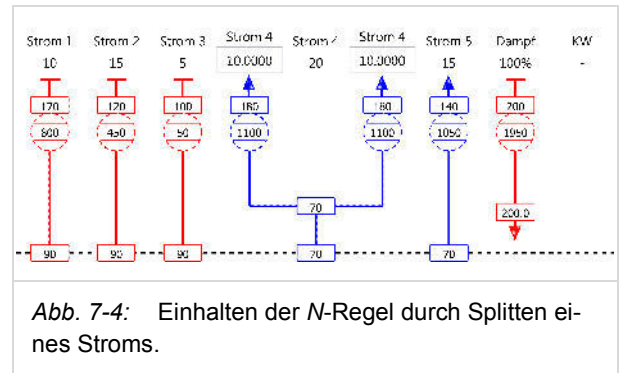 Strom 1 Strom 2 Strom 3 Strom 4 Strom 4 Strom 4 Strom 5 Dampf KW
10 15 5 10.0000 20 10.0000 15 100% -
170 120 100 180 180 140 200
800 450 50 1100 1100 1050 1950
70 200.0
90 90 90 70 70
Abb. 7-4: Einhalten der N-Regel durch Splitten ei-
nes Stroms.